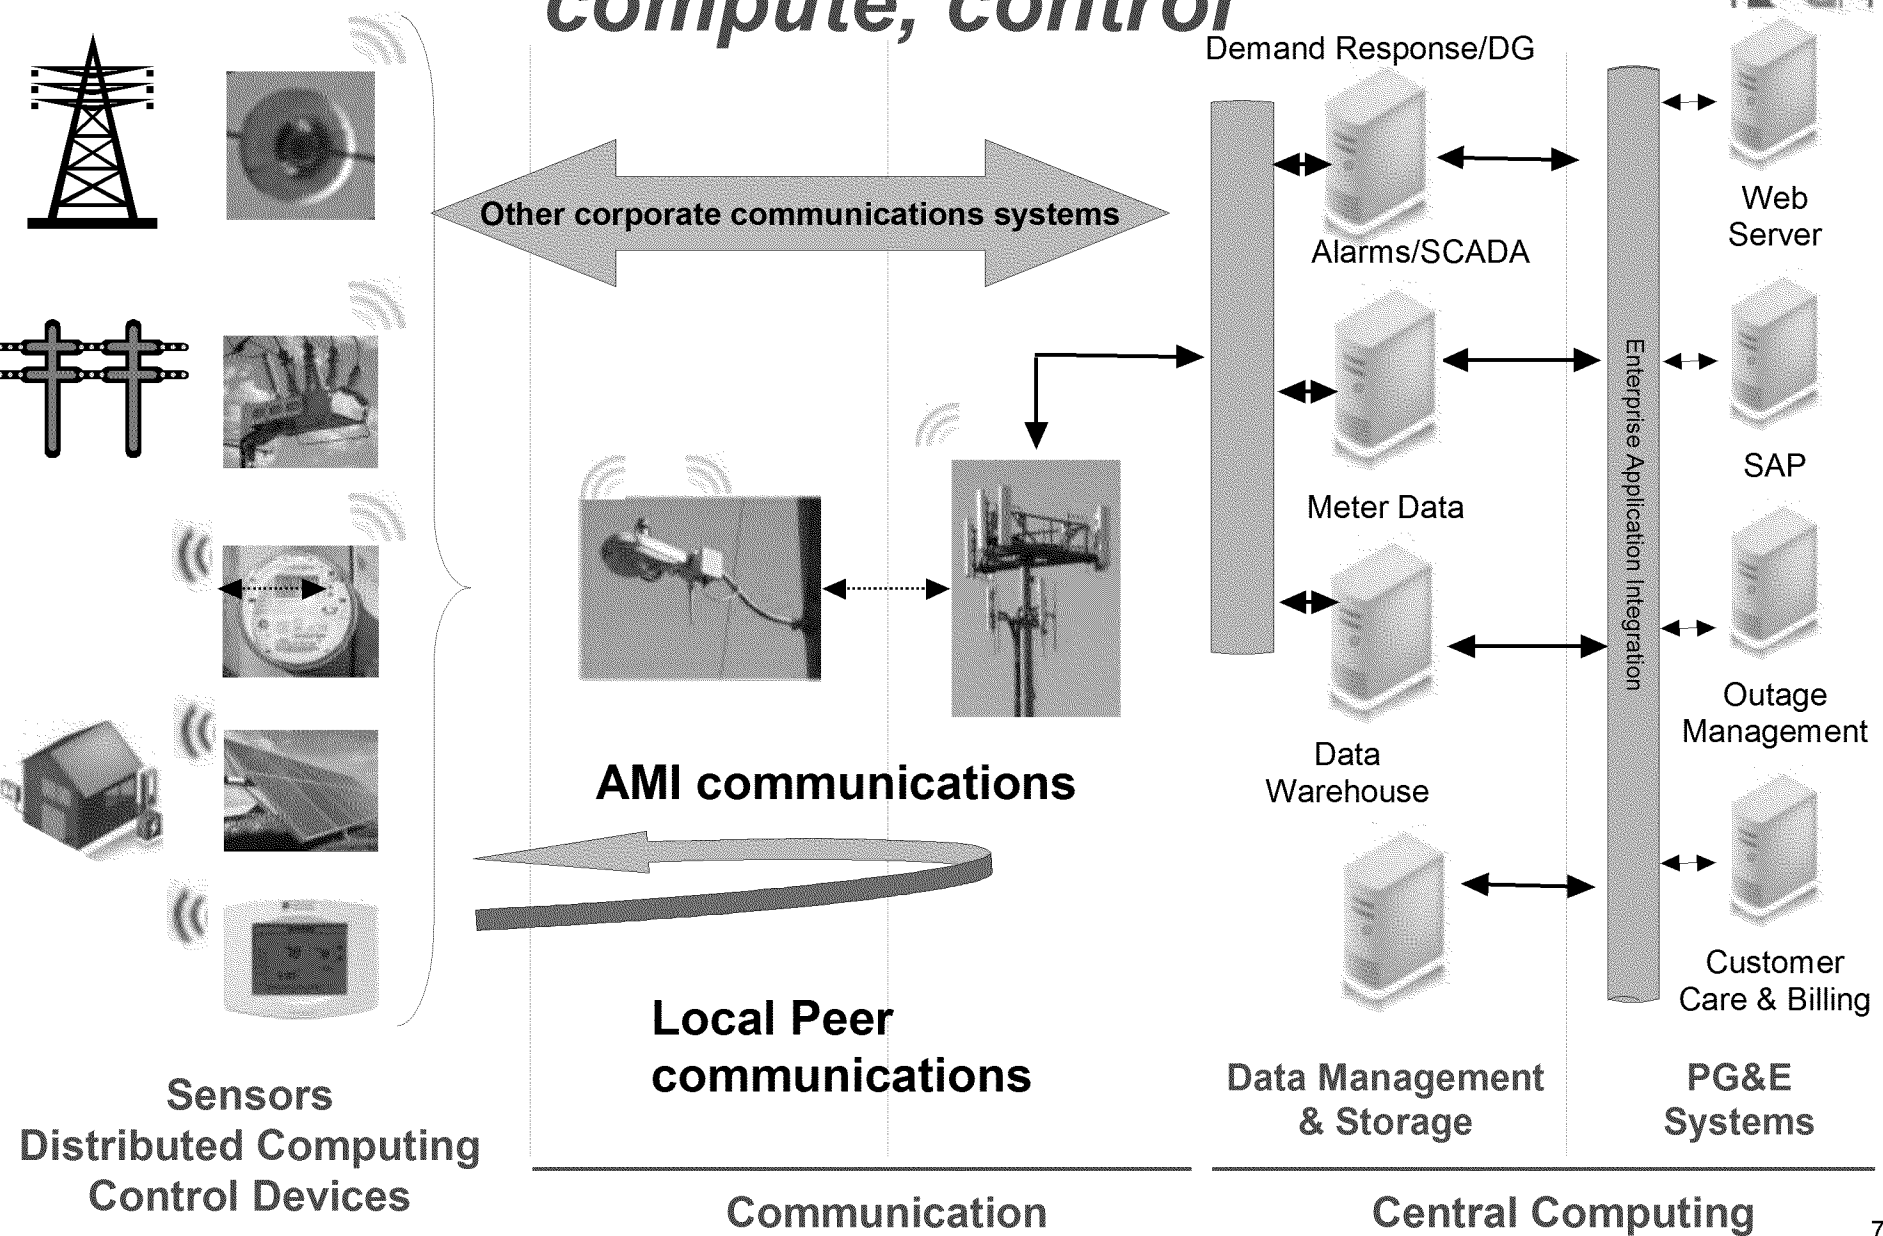 compute, control
Demand Response/DG
Other corporate communications systems
Alarms/SCADA
Web
Server
Enterprise Application Integration
SAP
Meter Data
Outage
Management
Data
Warehouse
AMI communications
Customer
Care & Billing
Local Peer
communications
Sensors
Distributed Computing
Control Devices
Data Management
& Storage
PG&E
Systems
Communication
Central Computing
7